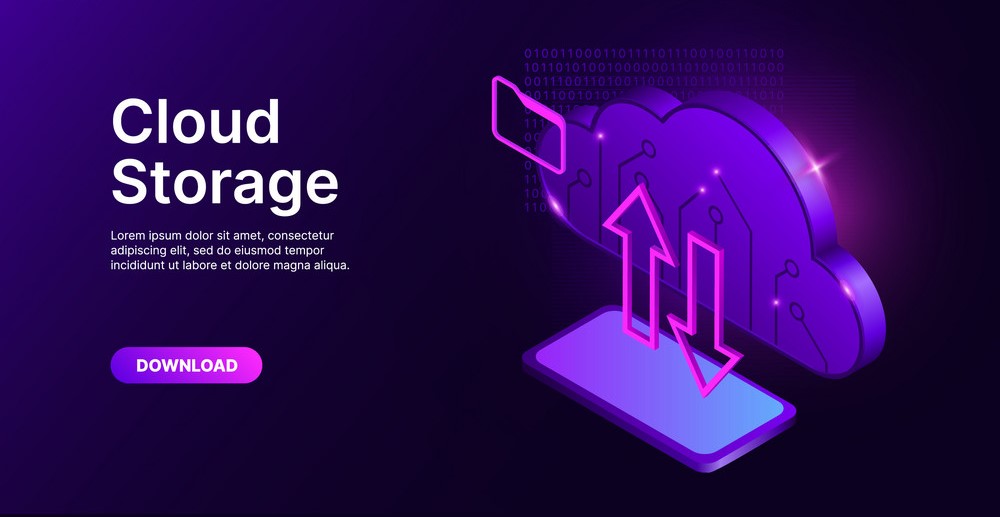 Cloud
Storage
Lorem ipsum dolor sit amet, consectetur
adipiscing elit, sed do eiusmod tempor
incididunt ut labore et dolore magna aliqua.
DOWNLOAD